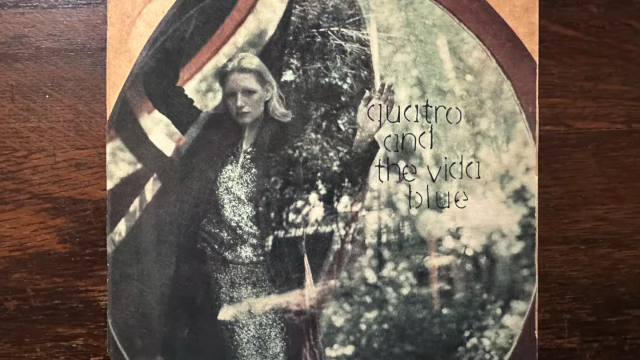 quatro
and
the vida
blue